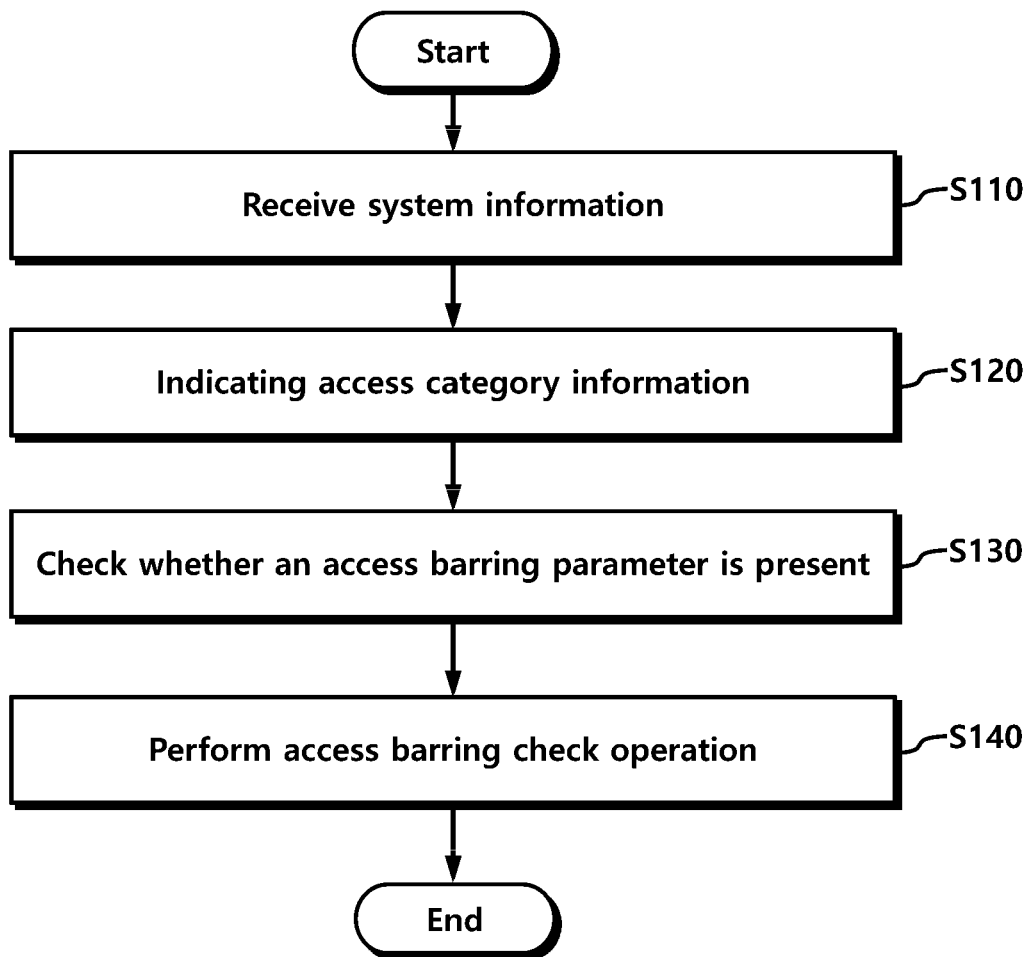 Start
Receive system information
S110
Indicating access category information
S120
Check whether an access barring parameter is present
S130
Perform access barring check operation
S140
End